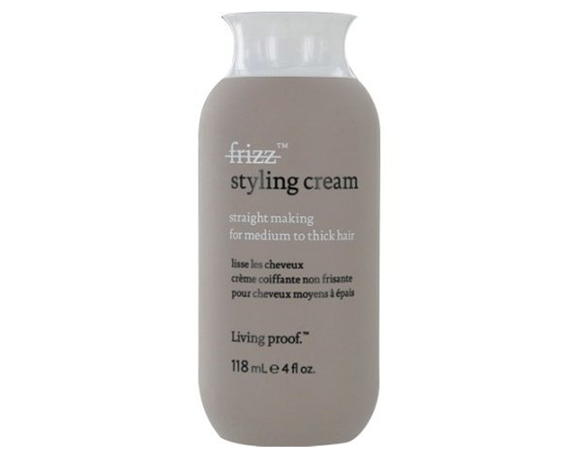 frizz™
styling cream
straight making
for medium to thick hair
lisse les cheveux
crème coiffante non frisante
pour cheveux moyens à épais
Living proof.™
118 mL e 4 fl oz.